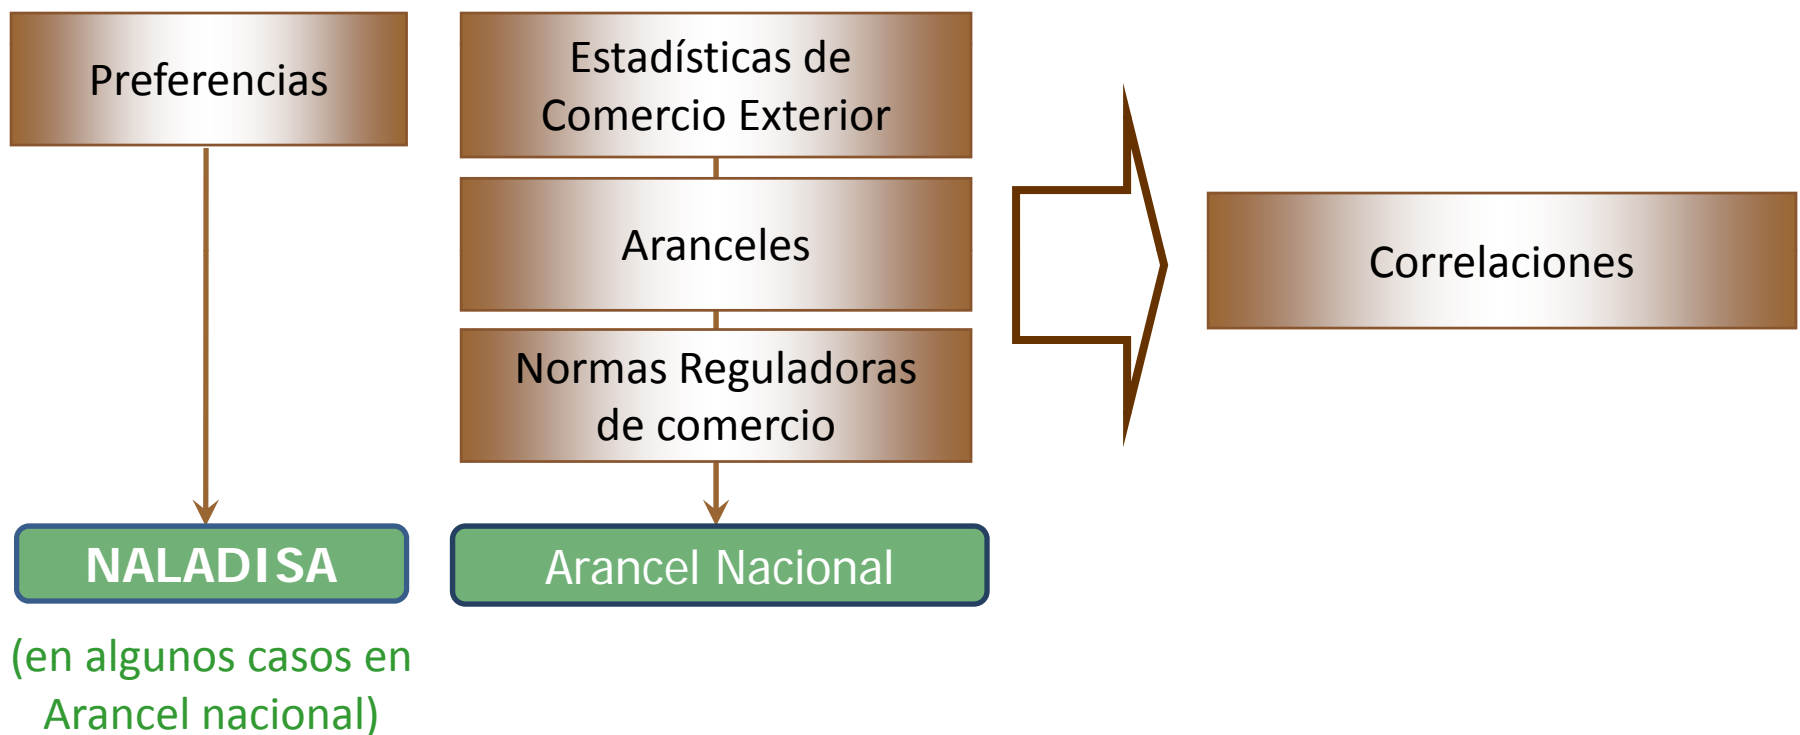 Preferencias
Estadísticas de
Comercio Exterior
Aranceles
Normas Reguladoras
de comercio
Correlaciones
NALADISA
Arancel Nacional
(en algunos casos en
Arancel nacional)